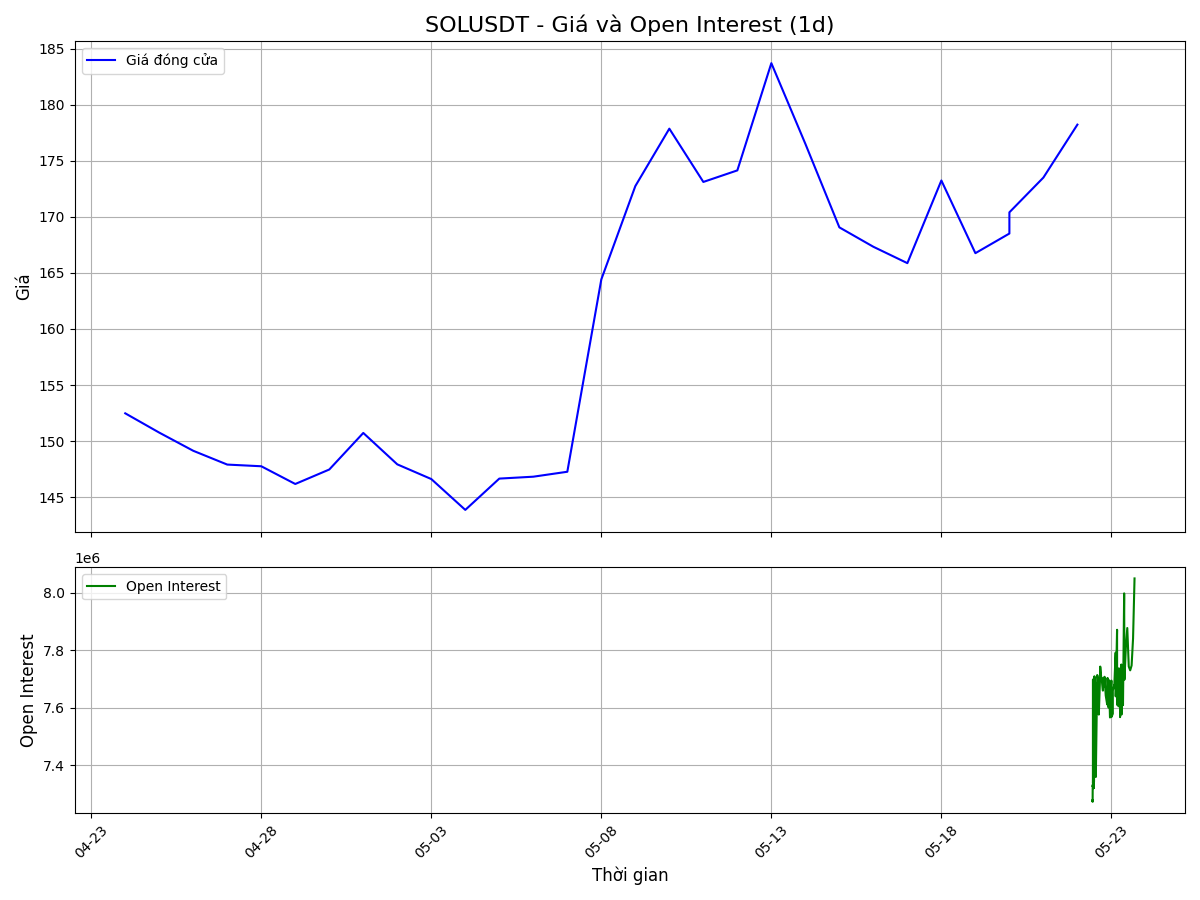 SOLUSDT - Giá và Open Interest (1d)
Giá đóng cửa
185
180
175
170
165
160
155
150
145
Giá
1e6
Open Interest
8.0
7.8
7.6
7.4
Open Interest
04-23
04-28
05-03
05-08
05-13
05-18
05-23
Thời gian